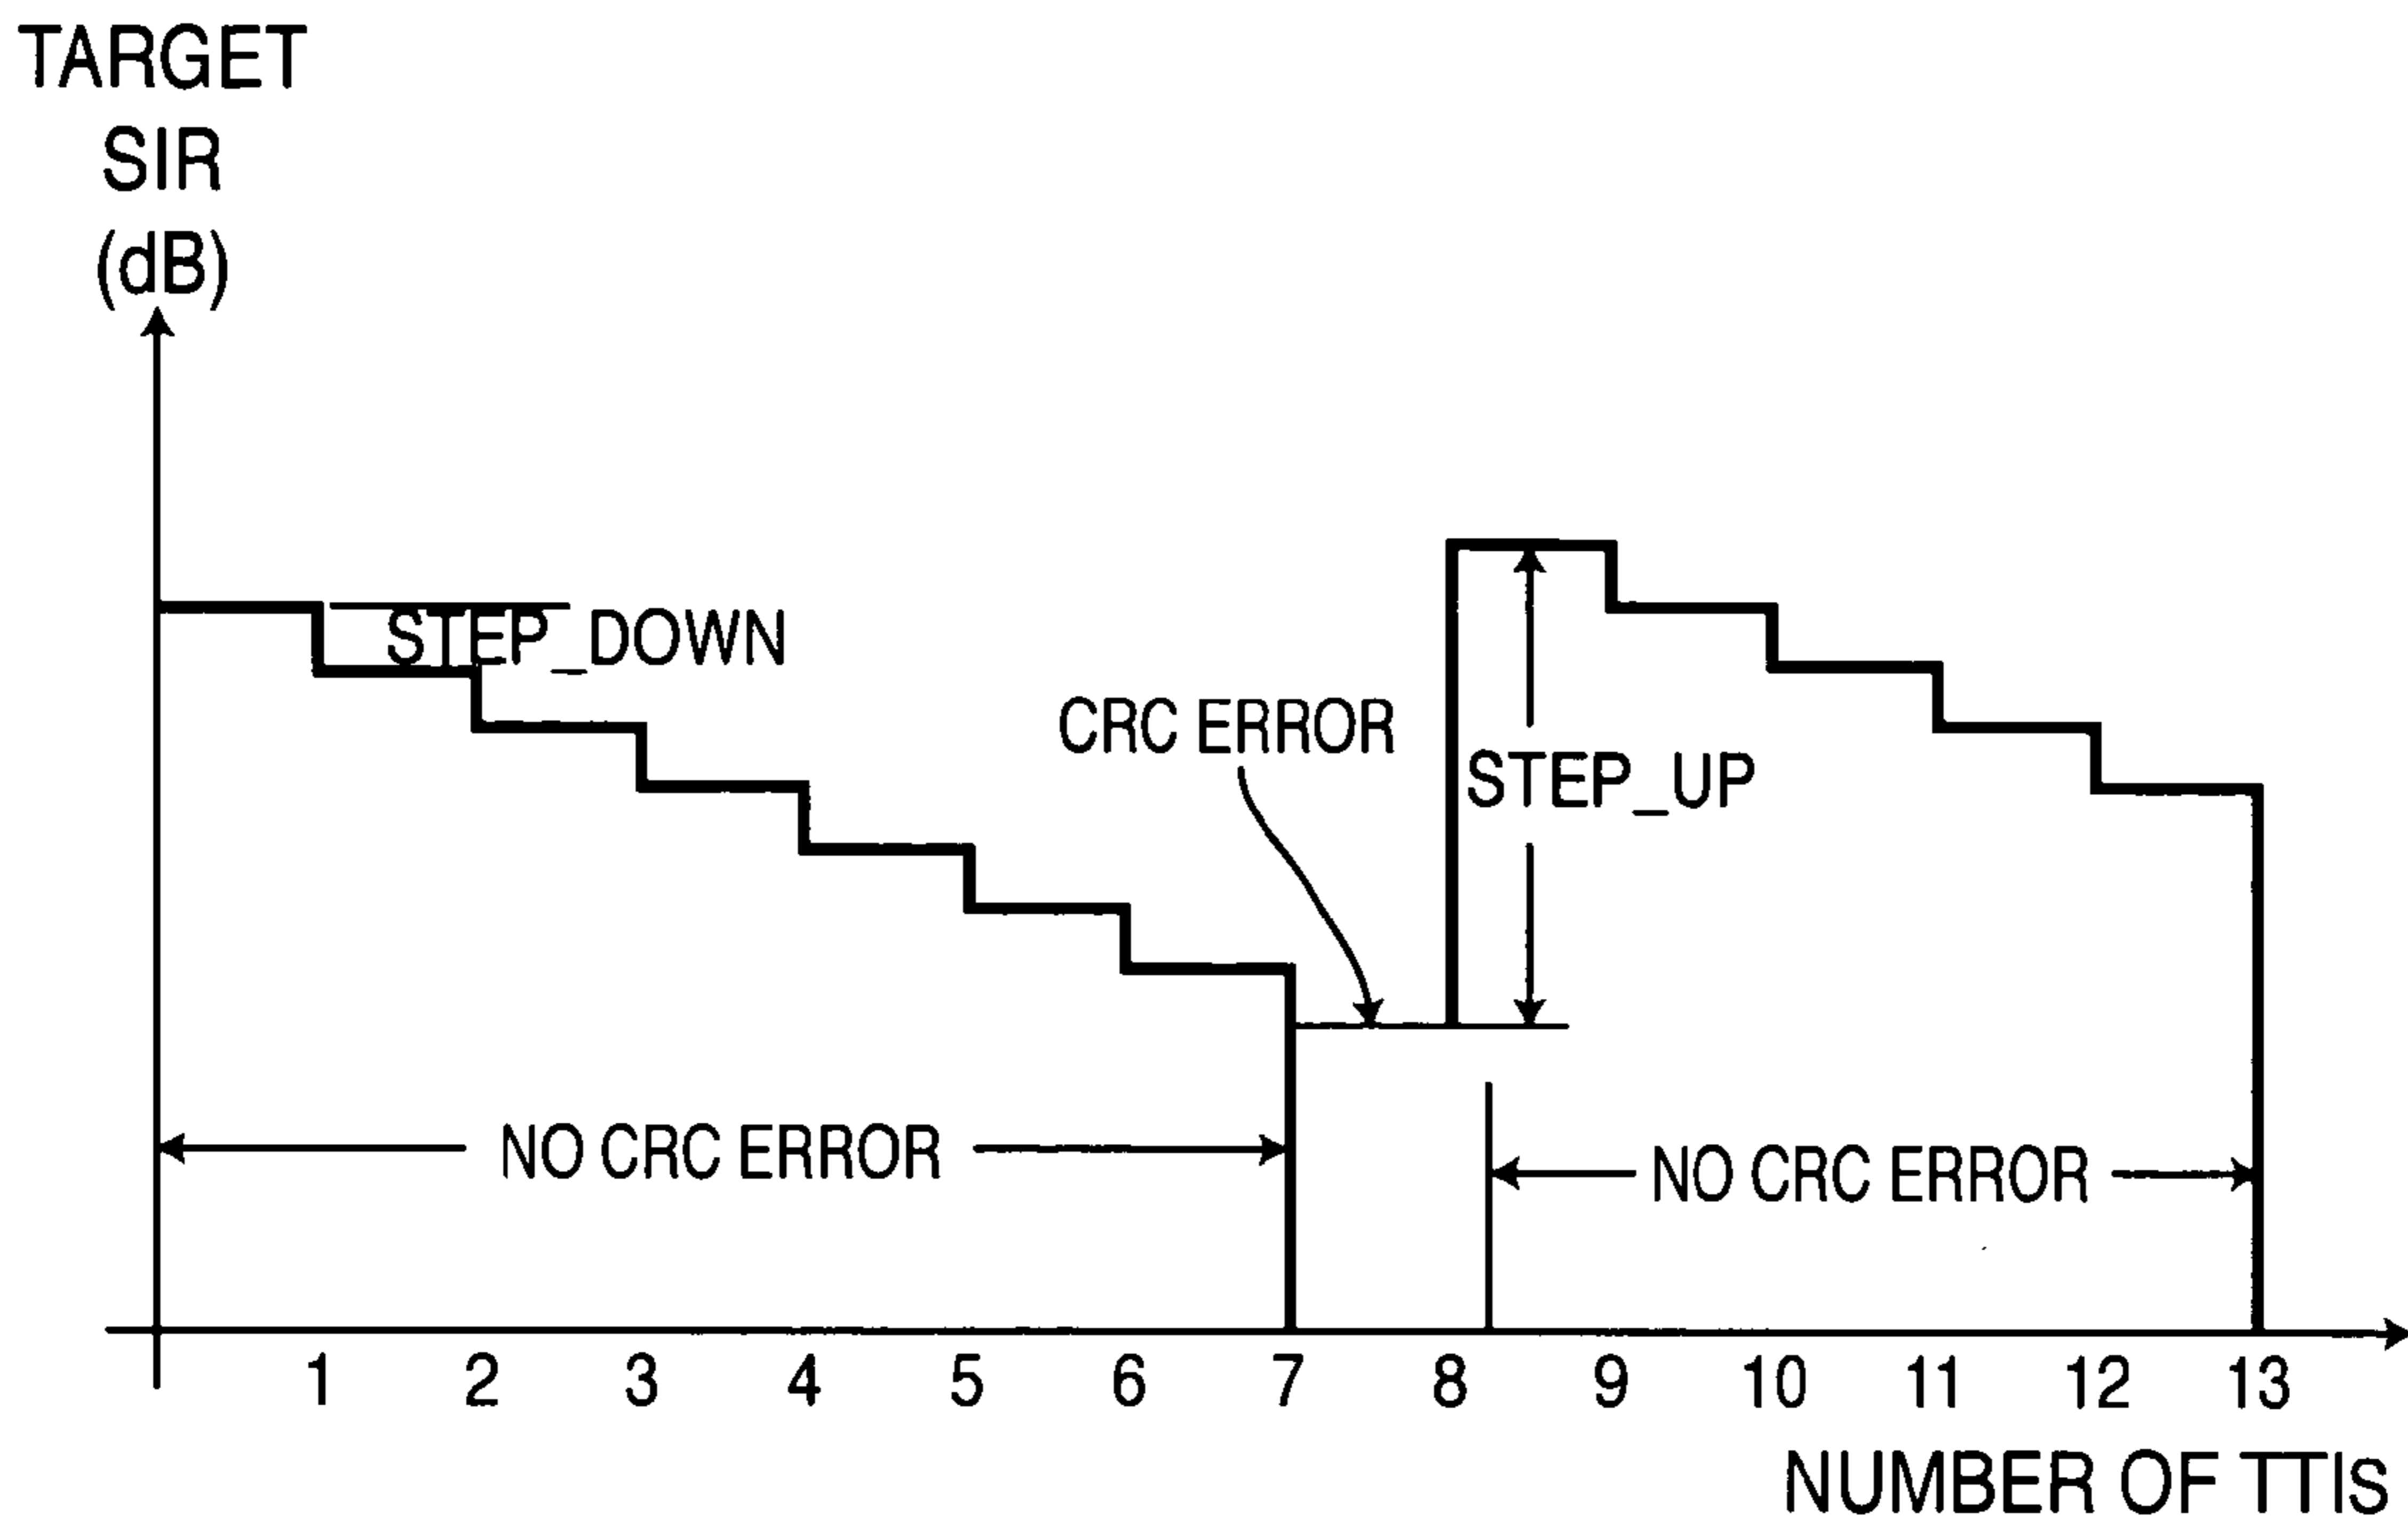 TARGET
SIR
(dB)
STEP_DOWN
CRC ERROR
STEP_UP
NO CRC ERROR
NO CRC ERROR
1 2 3 4 5 6 7 8 9 10 11 12 13
NUMBER OF TTIS